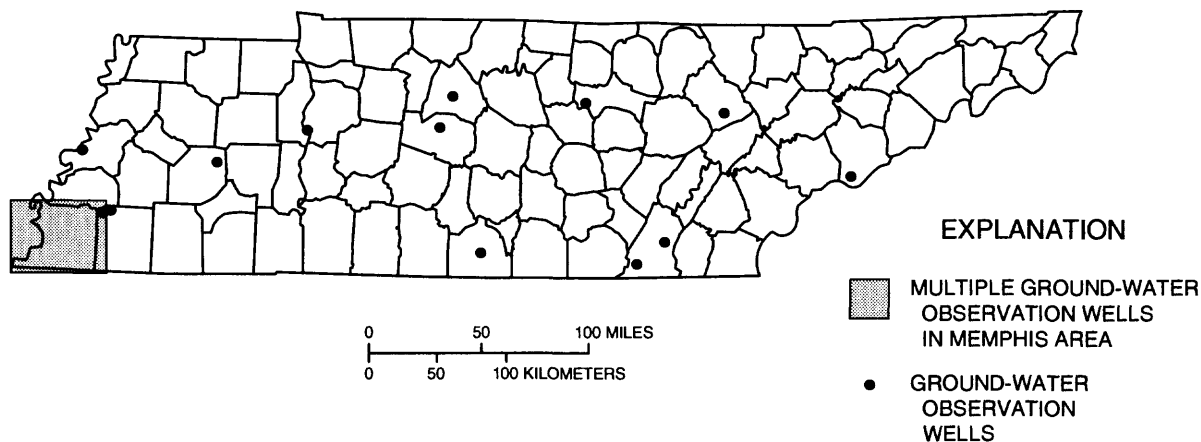 EXPLANATION
MULTIPLE GROUND-WATER
OBSERVATION WELLS
IN MEMPHIS AREA
0 50 100 MILES
0 50 100 KILOMETERS
GROUND-WATER
OBSERVATION
WELLS